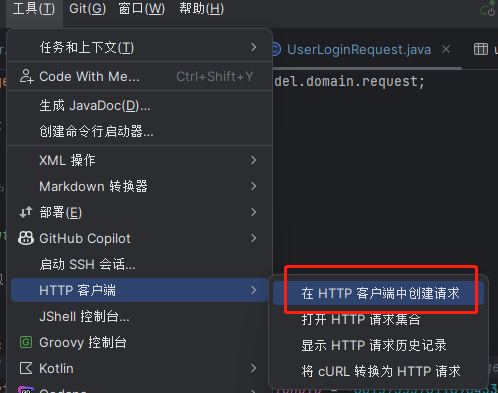 工具(T) Git(G) 窗口(W) 帮助(H)
UserLoginRequest.java
任务和上下文(T)
Code With Me... Ctrl+Shift+Y
del.domain.request;
生成 JavaDoc(D)...
创建命令行启动器...
XML 操作
Markdown 转换器
部署(E)
GitHub Copilot
启动 SSH 会话...
HTTP 客户端
在 HTTP 客户端中创建请求
JShell 控制台...
打开 HTTP 请求集合
Groovy 控制台
显示 HTTP 请求历史记录
Kotlin
将 cURL 转换为 HTTP 请求